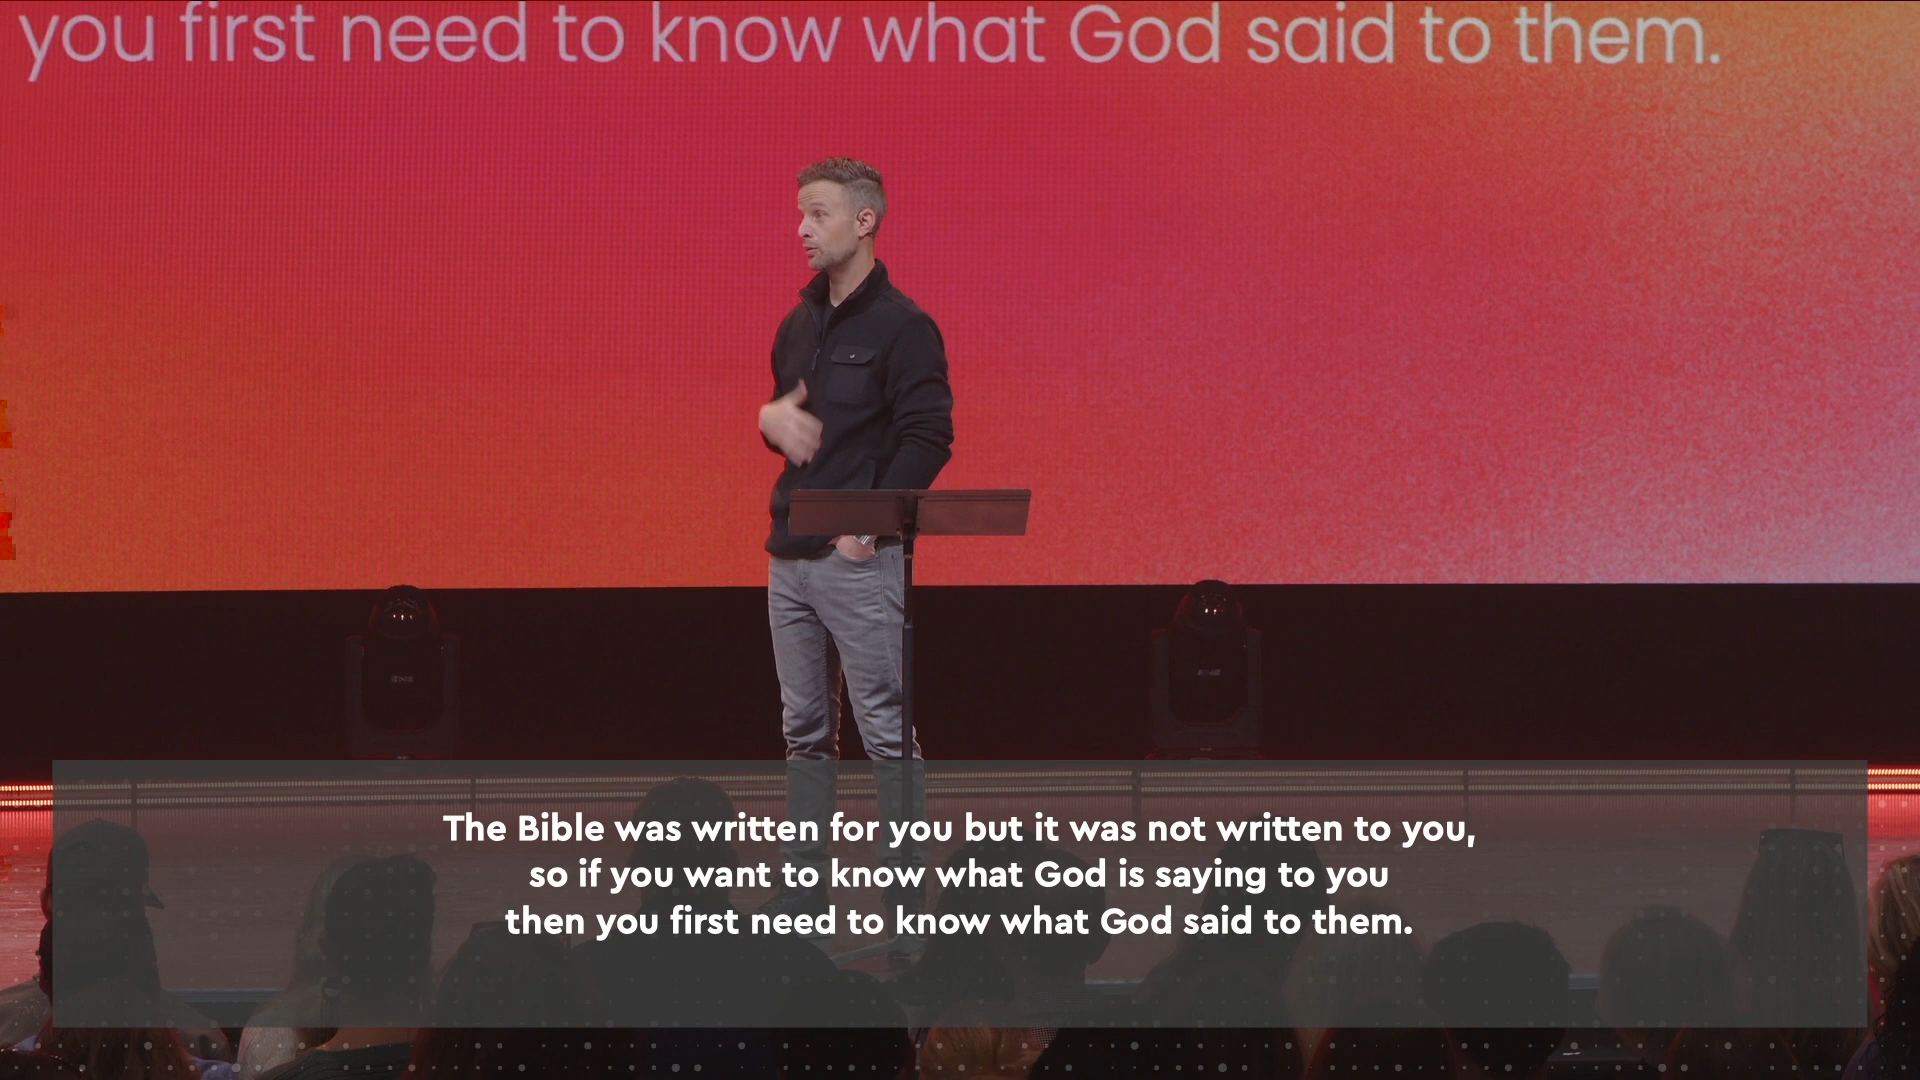 you first need to know what God said to them.
The Bible was written for you but it was not written to you,
so if you want to know what God is saying to you
then you first need to know what God said to them.